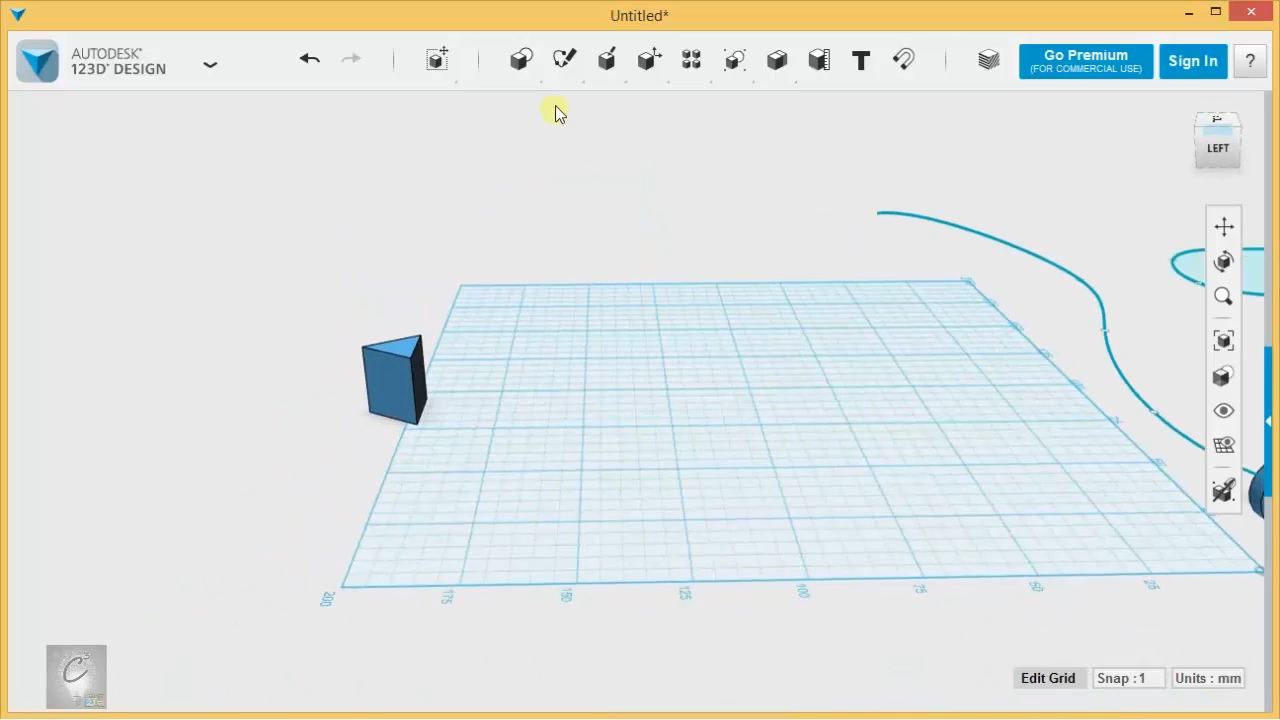 Untitled*
AUTODESK®
123D® DESIGN
Go Premium
(FOR COMMERCIAL USE)
Sign In
?
LEFT
200
175
150
125
100
75
50
25
Edit Grid
Snap : 1
Units : mm